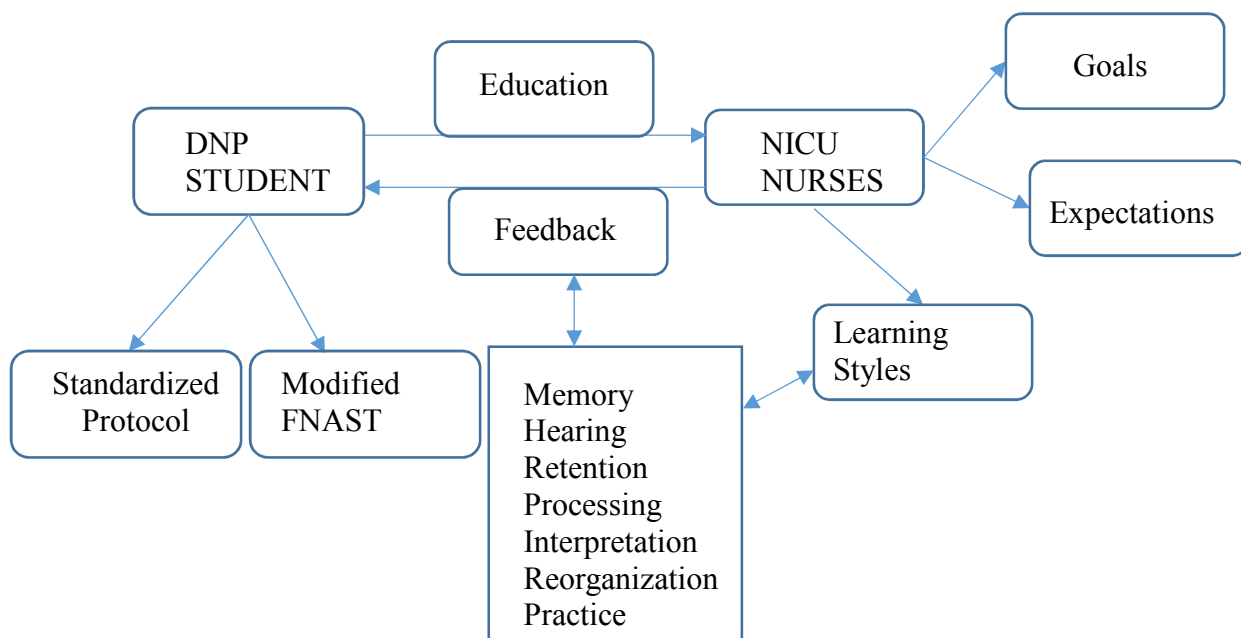 Education
Goals
DNP
STUDENT
NICU
NURSES
Feedback
Expectations
Standardized
Protocol
Modified
FNAST
Learning
Styles
Memory
Hearing
Retention
Processing
Interpretation
Reorganization
Practice